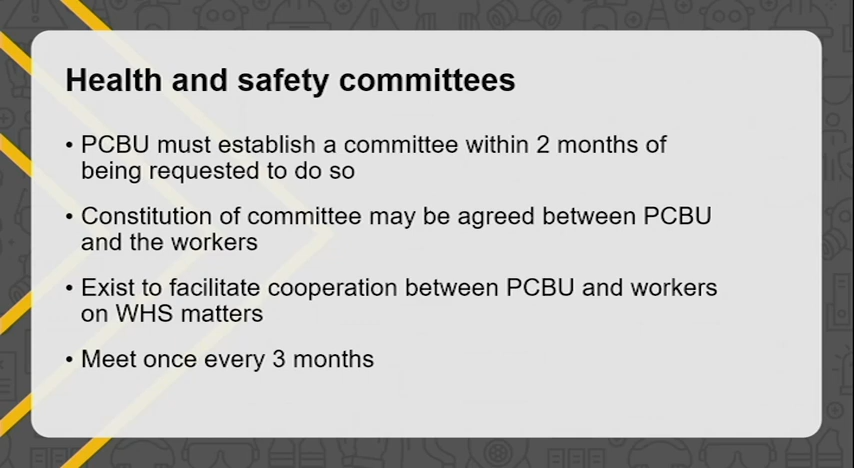 Health and safety committees
• PCBU must establish a committee within 2 months of
being requested to do so
• Constitution of committee may be agreed between PCBU
and the workers
• Exist to facilitate cooperation between PCBU and workers
on WHS matters
• Meet once every 3 months